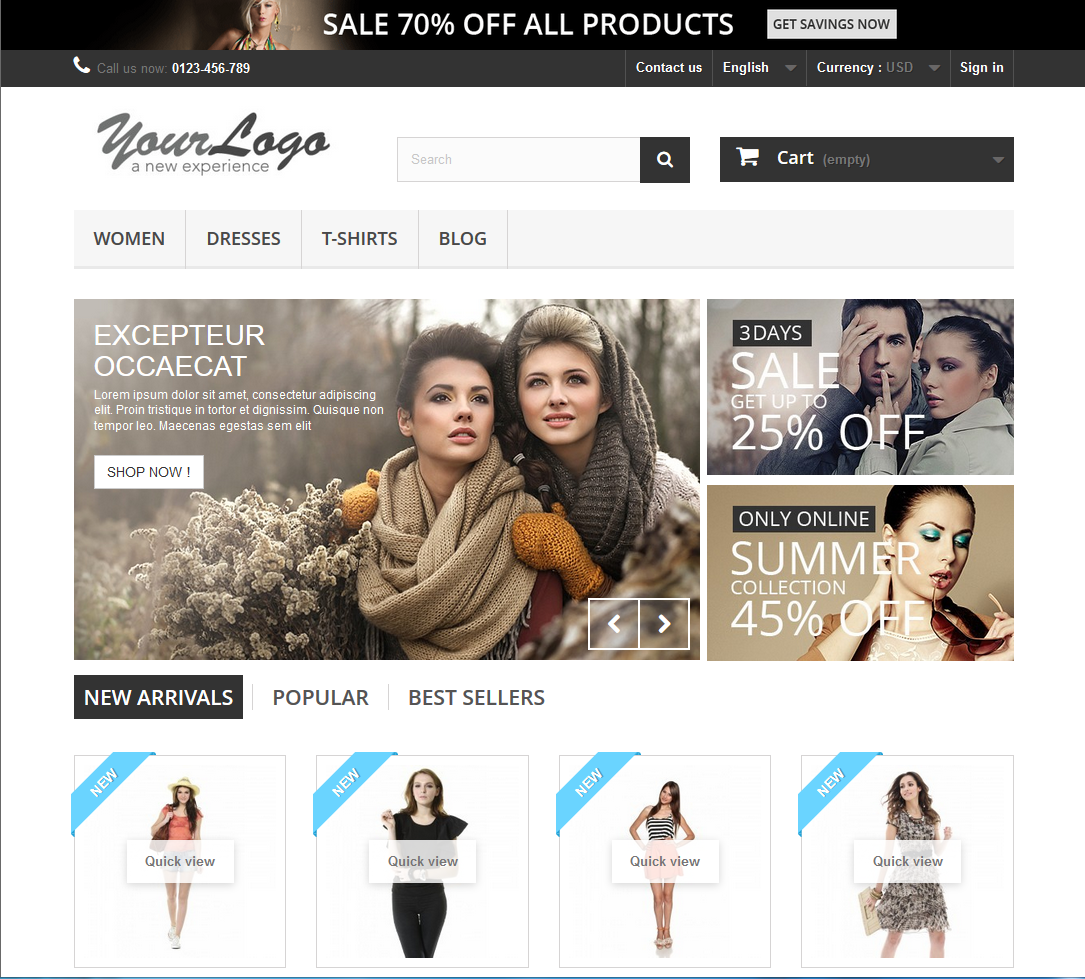 SALE 70% OFF ALL PRODUCTS
GET SAVINGS NOW
Call us now: 0123-456-789
Contact us
English
Currency : USD
Sign in
YourLogo
a new experience
Search
Cart (empty)
WOMEN
DRESSES
T-SHIRTS
BLOG
EXCEPTEUR
OCCAECAT
Lorem ipsum dolor sit amet, consectetur adipiscing
elit. Proin tristique in tortor et dignissim. Quisque non
tempor leo. Maecenas egestas sem elit
SHOP NOW !
3 DAYS
SALE
GET UP TO
25% OFF
ONLY ONLINE
SUMMER
COLLECTION
45% OFF
NEW ARRIVALS
POPULAR
BEST SELLERS
NEW
Quick view
NEW
Quick view
NEW
Quick view
NEW
Quick view